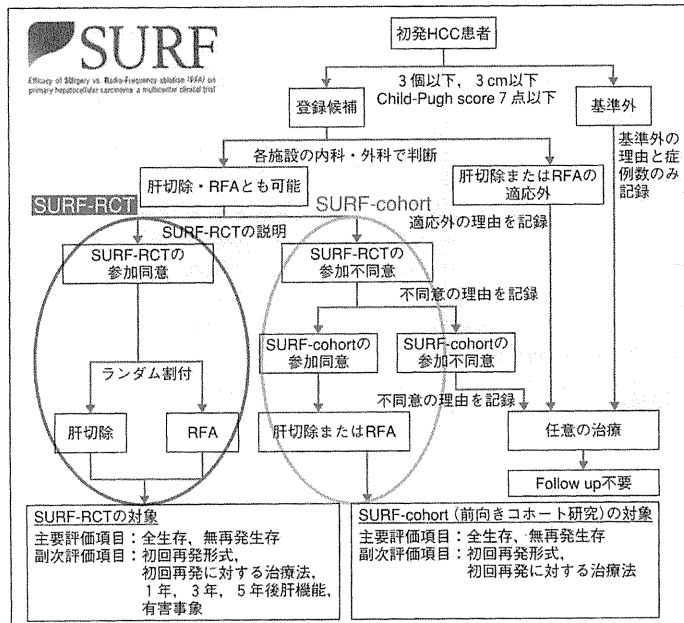 SURF
Efficacy of SUrgery vs. Radio-Frequency ablation (RFA) on
primary hepatocellular carcinoma: a multicenter clinical trial
初発HCC患者
3個以下，3cm以下
Child-Pugh score 7点以下
登録候補
基準外
基準外の
理由と症
例数のみ
記録
各施設の内科・外科で判断
肝切除・RFAとも可能
肝切除またはRFAの
適応外
SURF-RCT
SURF-cohort
SURF-RCTの説明
適応外の理由を記録
SURF-RCTの
参加同意
SURF-RCTの
参加不同意
不同意の理由を記録
SURF-cohortの
参加同意
SURF-cohortの
参加不同意
ランダム割付
不同意の理由を記録
肝切除
RFA
肝切除またはRFA
任意の治療
Follow up不要
SURF-RCTの対象
主要評価項目：全生存、無再発生存
副次評価項目：初回再発形式，
初回再発に対する治療法，
1年，3年，5年後肝機能，
有害事象
SURF-cohort（前向きコホート研究）の対象
主要評価項目：全生存、無再発生存
副次評価項目：初回再発形式，
初回再発に対する治療法